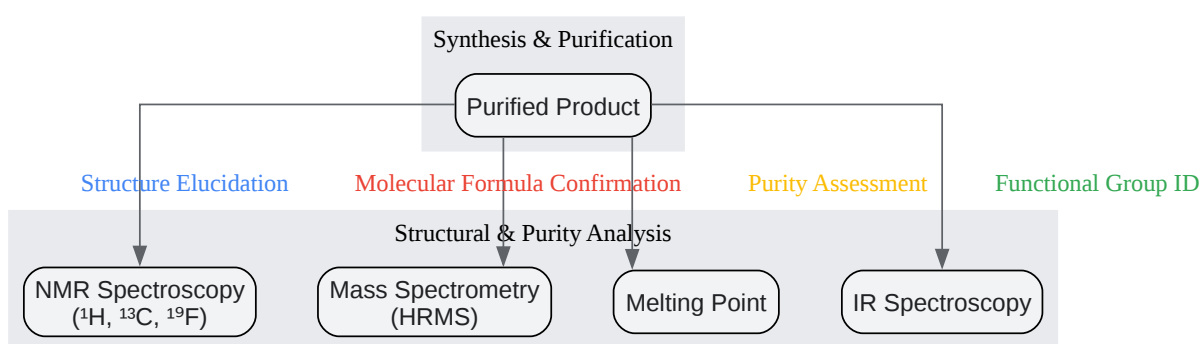 Synthesis & Purification
Purified Product
Structure Elucidation
Molecular Formula Confirmation
Purity Assessment
Functional Group ID
Structural & Purity Analysis
NMR Spectroscopy
(¹H, ¹³C, ¹⁹F)
Mass Spectrometry
(HRMS)
Melting Point
IR Spectroscopy